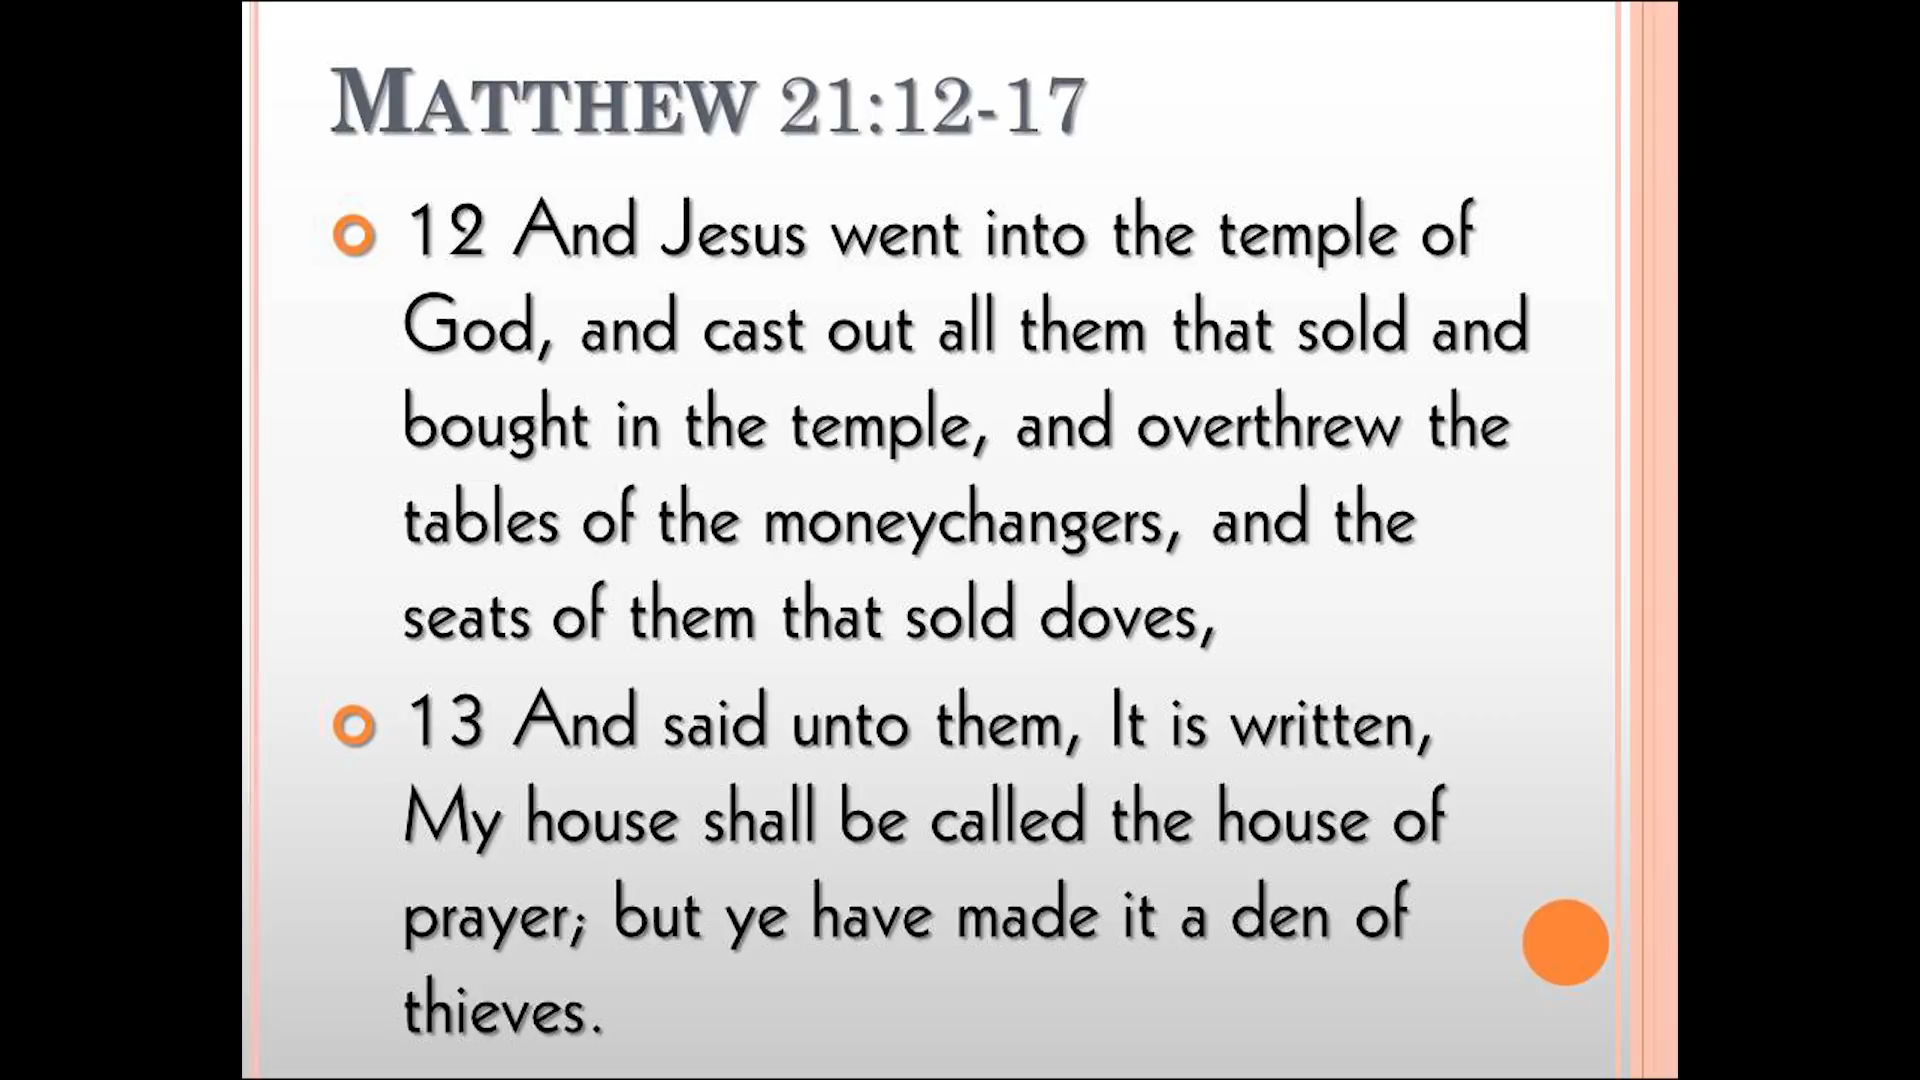 MATTHEW 21:12-17
12 And Jesus went into the temple of
God, and cast out all them that sold and
bought in the temple, and overthrew the
tables of the moneychangers, and the
seats of them that sold doves,
13 And said unto them, It is written,
My house shall be called the house of
prayer; but ye have made it a den of
thieves.